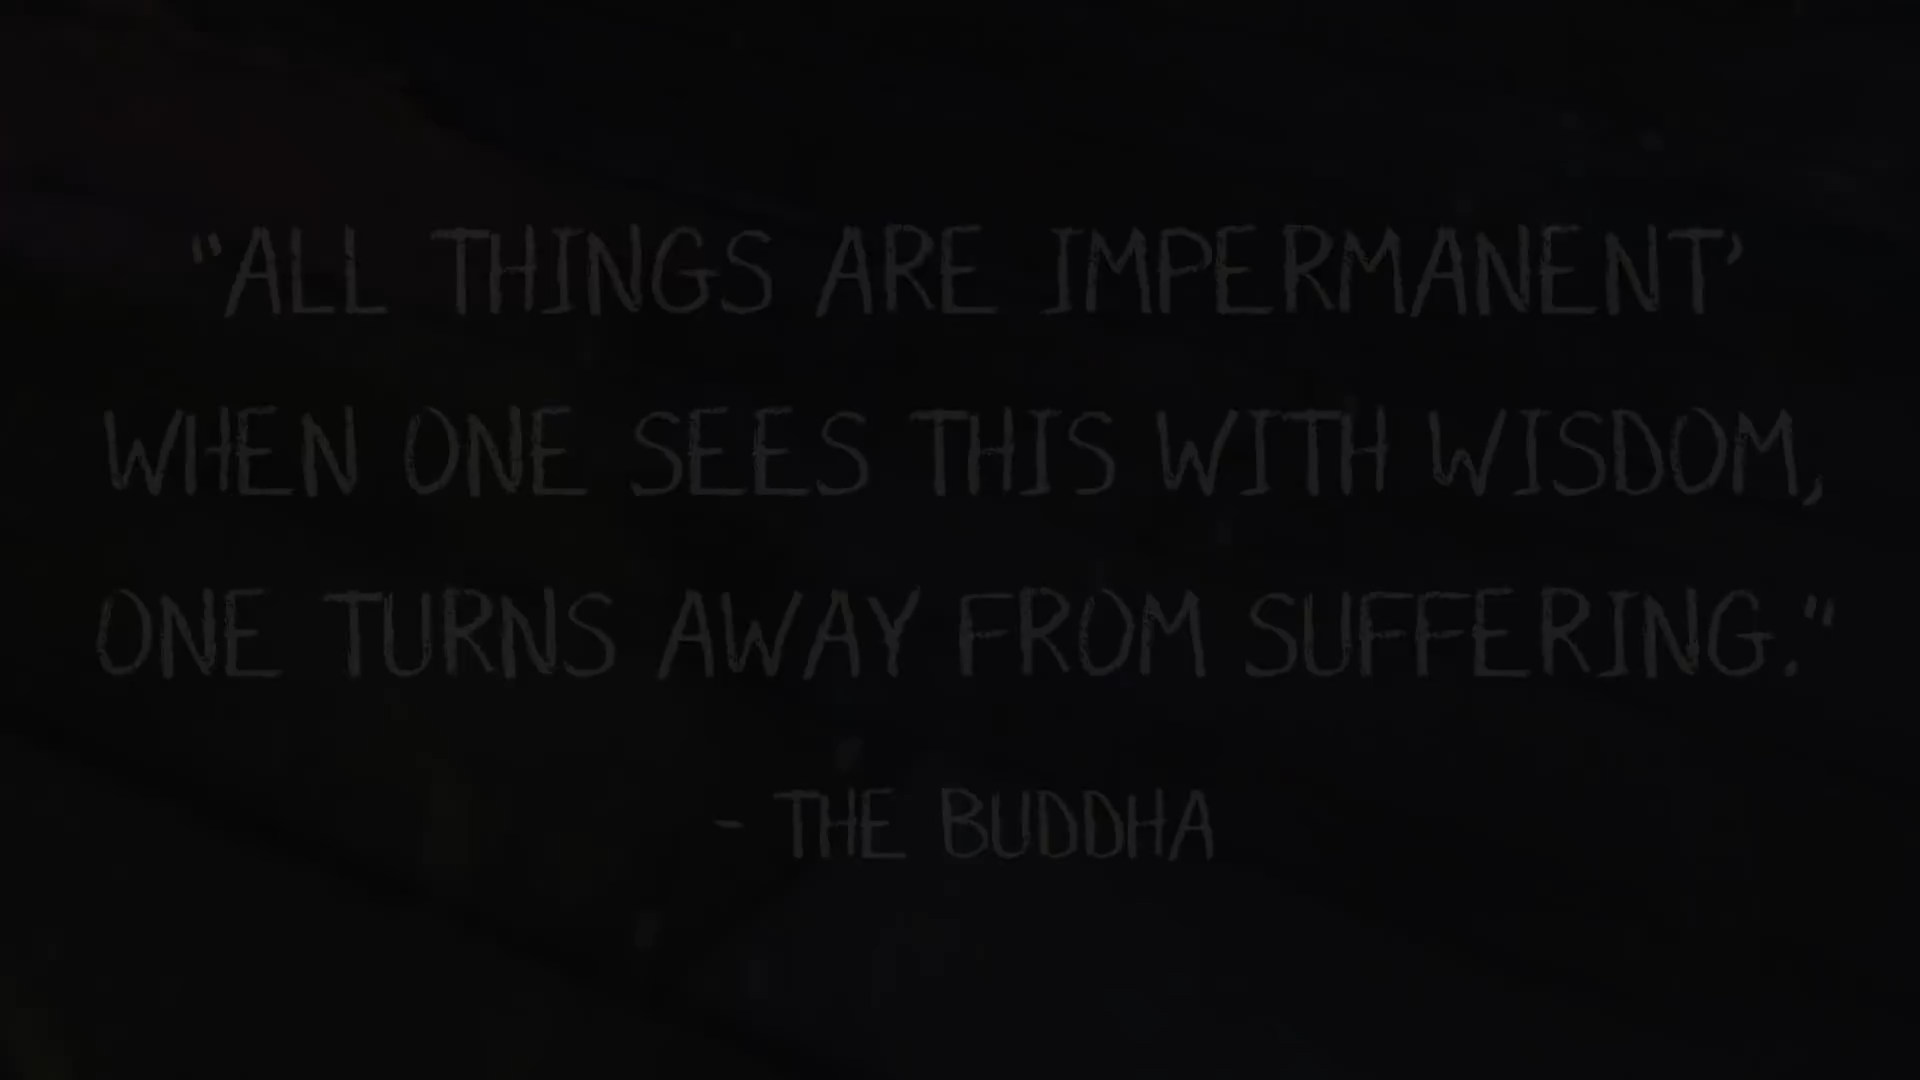 "ALL THINGS ARE IMPERMANENT'
WHEN ONE SEES THIS WITH WISDOM,
ONE TURNS AWAY FROM SUFFERING."
- THE BUDDHA